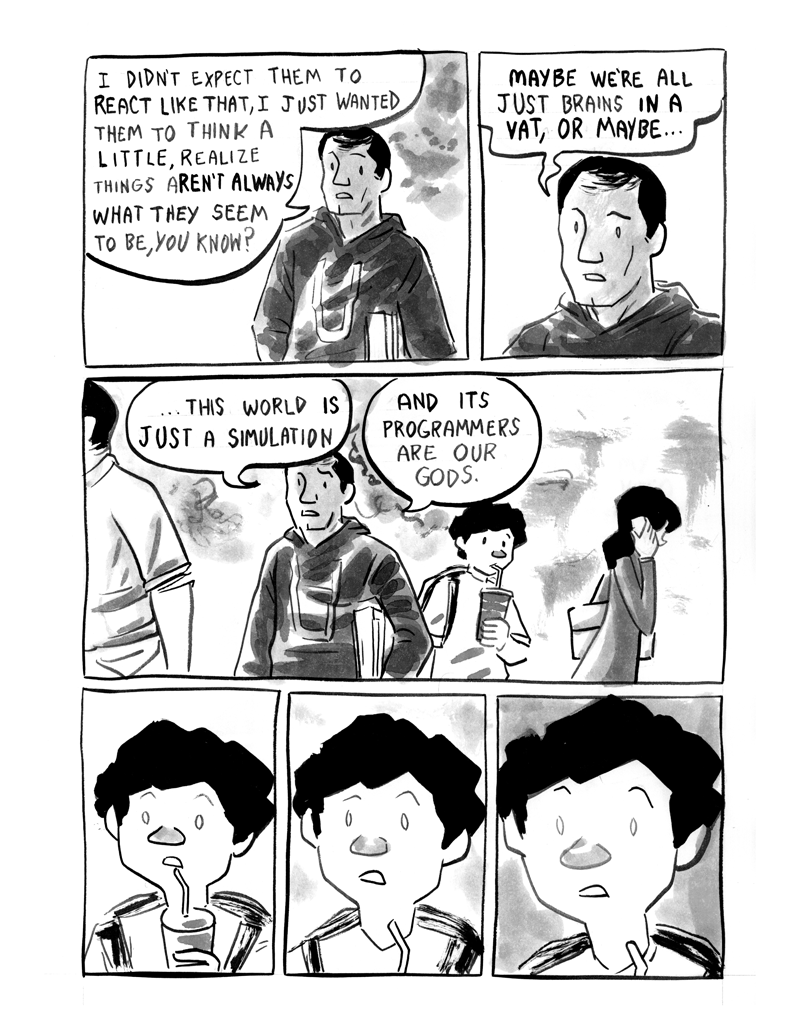 I DIDN'T EXPECT THEM TO
REACT LIKE THAT, I JUST WANTED
THEM TO THINK A
LITTLE, REALIZE
THINGS AREN'T ALWAYS
WHAT THEY SEEM
TO BE, YOU KNOW?
MAYBE WE'RE ALL
JUST BRAINS IN A
VAT, OR MAYBE...
...THIS WORLD IS
JUST A SIMULATION
AND ITS
PROGRAMMERS
ARE OUR
GODS.